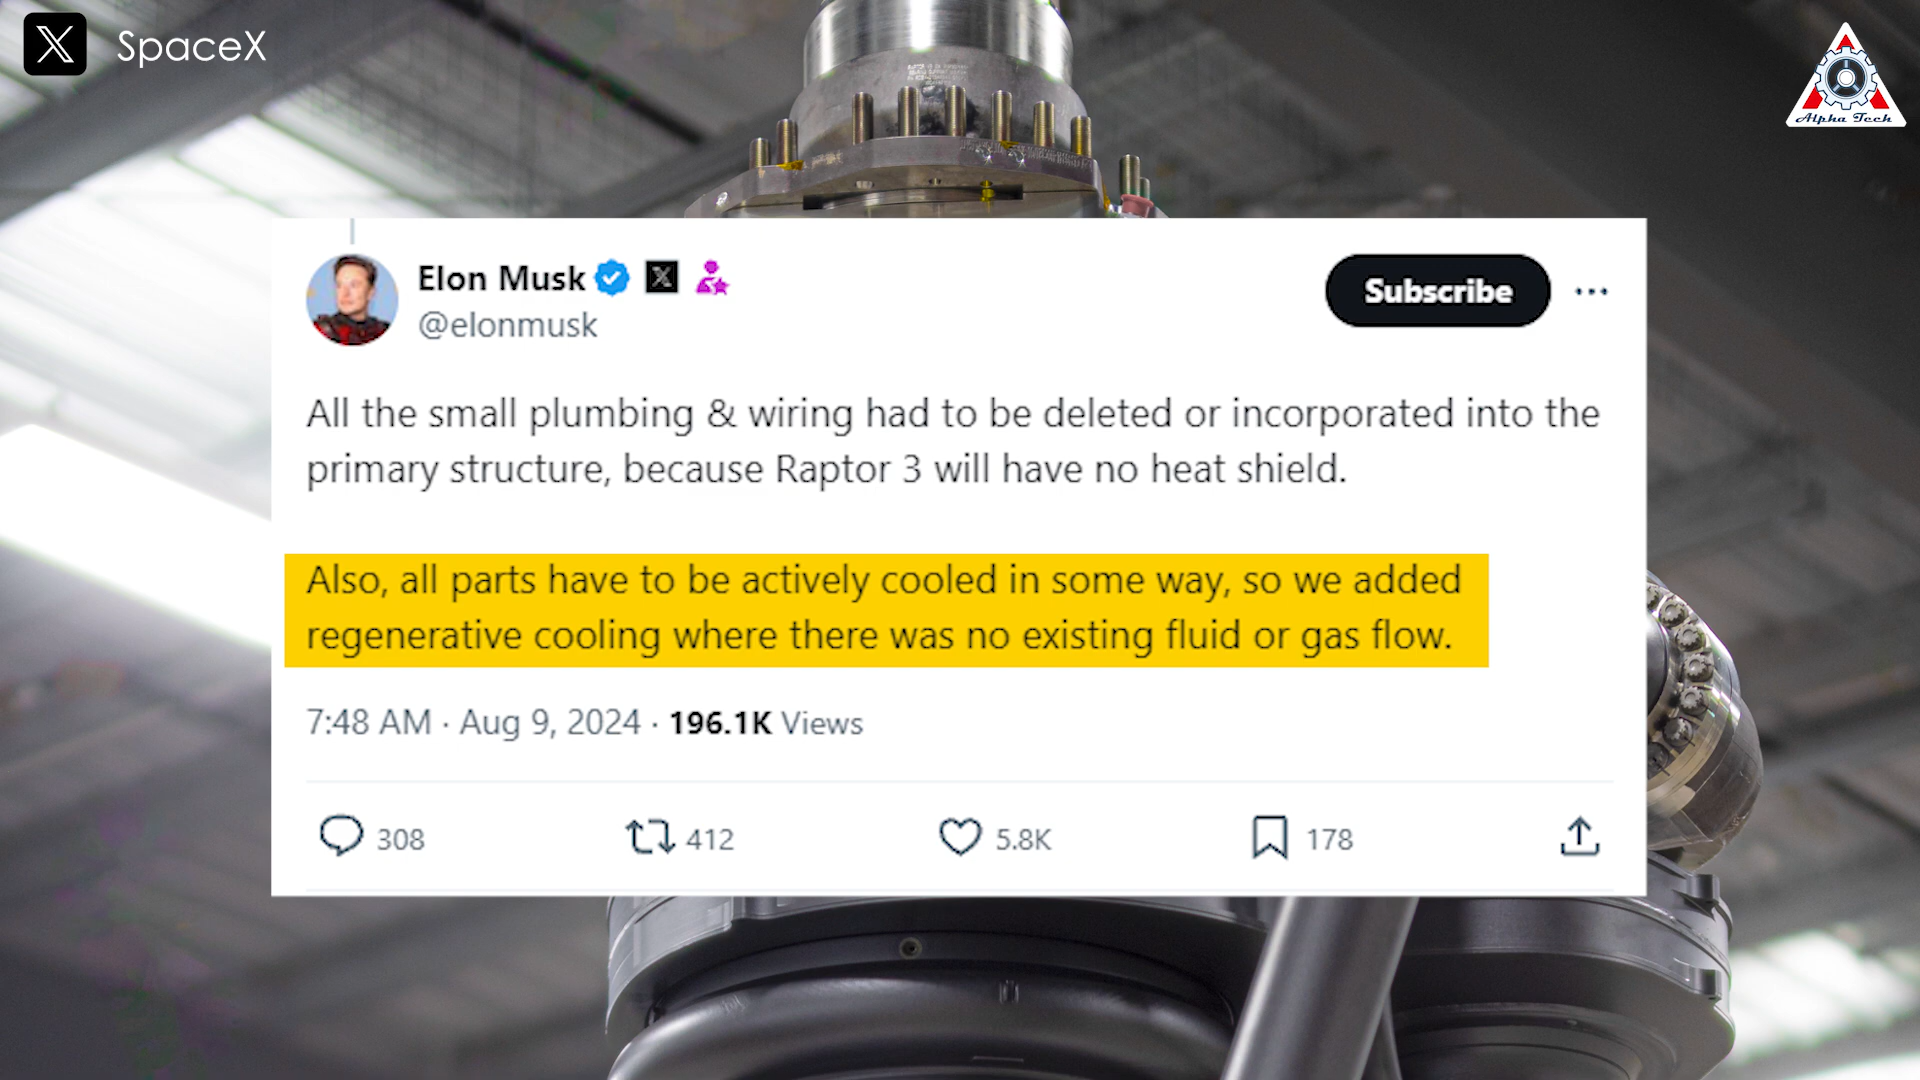 SpaceX
Alpha Tech
Elon Musk
Subscribe
@elonmusk
All the small plumbing & wiring had to be deleted or incorporated into the
primary structure, because Raptor 3 will have no heat shield.
Also, all parts have to be actively cooled in some way, so we added
regenerative cooling where there was no existing fluid or gas flow.
7:48 AM · Aug 9, 2024 · 196.1K Views
308
412
5.8K
178